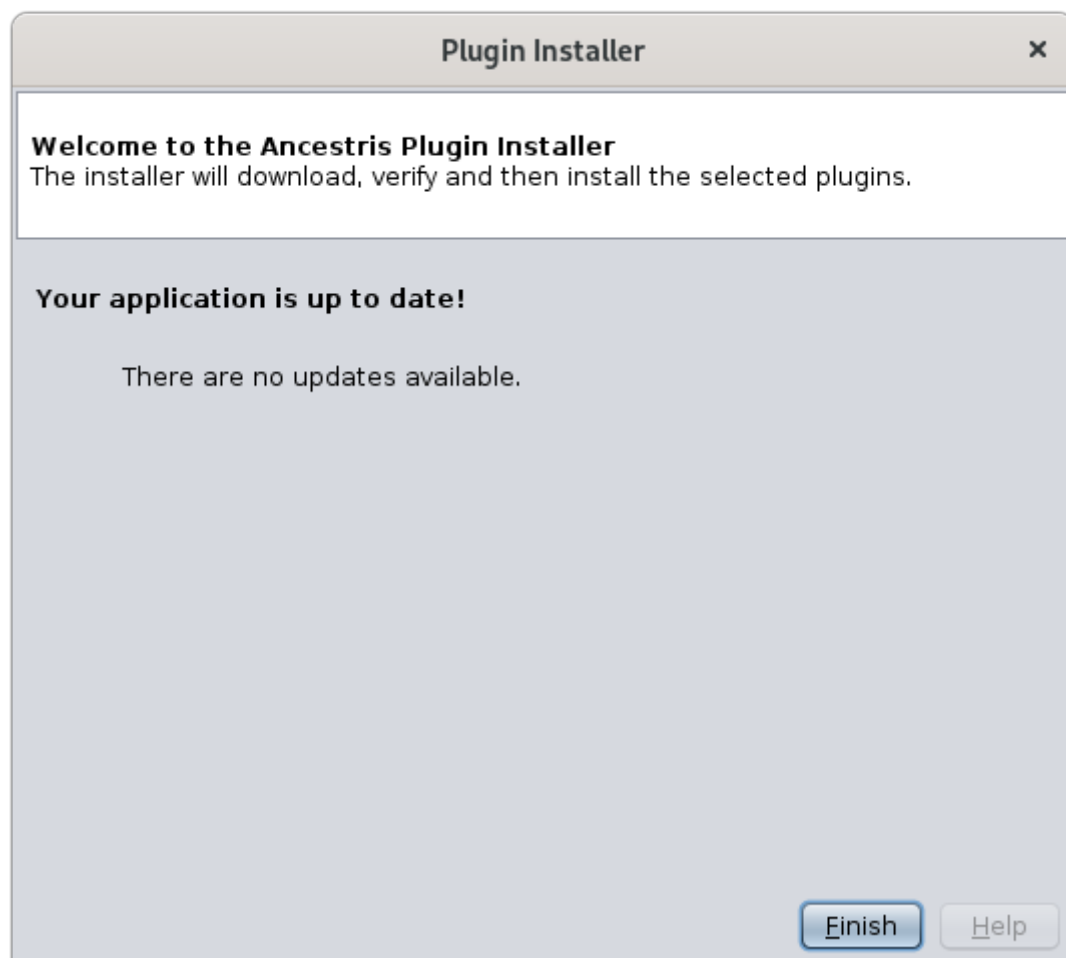 Plugin Installer
Welcome to the Ancestris Plugin Installer
The installer will download, verify and then install the selected plugins.
Your application is up to date!
There are no updates available.
Finish Help